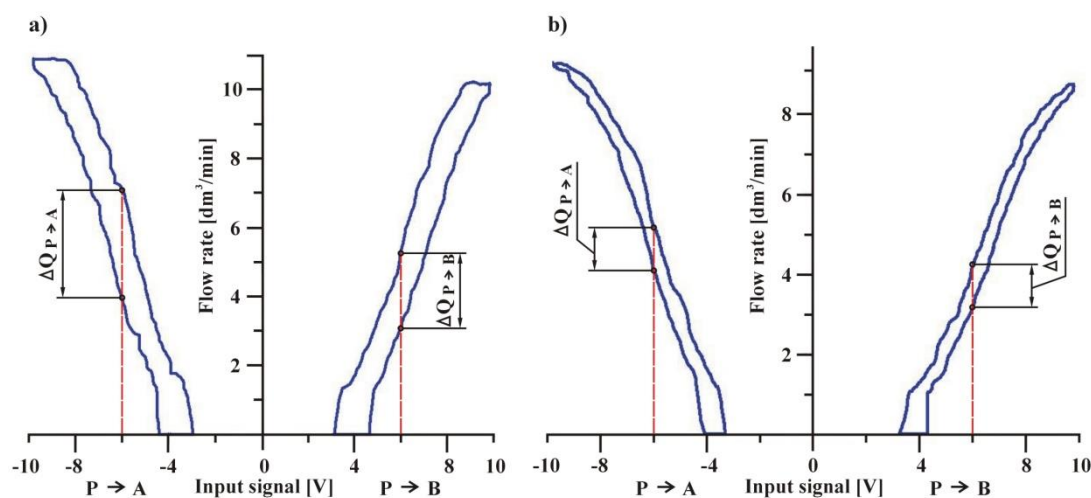 a)
10
8
6
4
2
Flow rate [dm³/min]
ΔQ P → A
ΔQ P → B
-10 -8 -4 0 4 8 10
P → A Input signal [V] P → B
b)
8
6
4
2
Flow rate [dm³/min]
ΔQ P → A
ΔQ P → B
-10 -8 -4 0 4 8 10
P → A Input signal [V] P → B